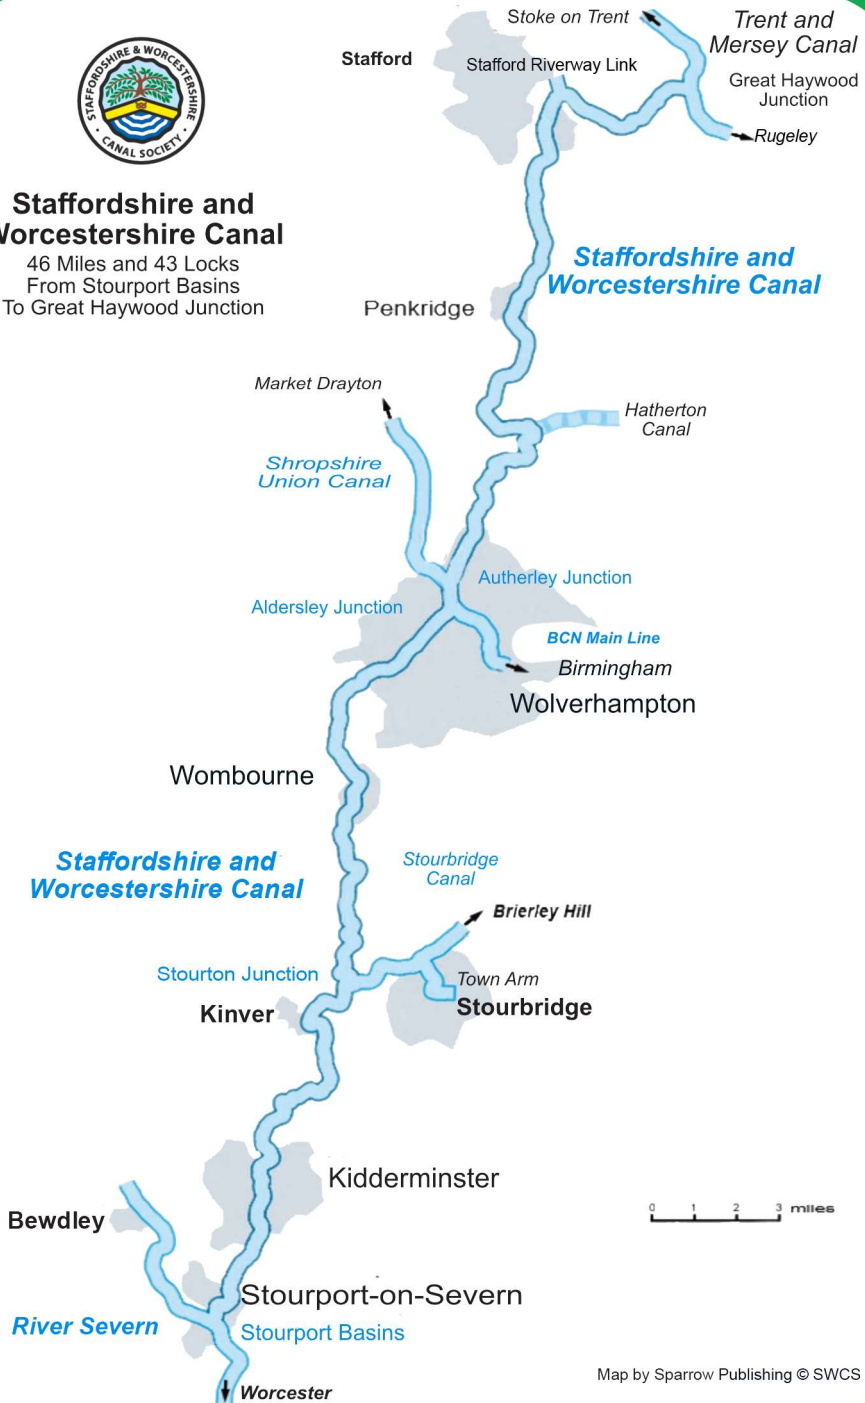 Stoke on Trent
Trent and
Mersey Canal
Stafford
Stafford Riverway Link
Great Haywood
Junction
Rugeley
STAFFORDSHIRE & WORCESTERSHIRE
· CANAL SOCIETY ·
Staffordshire and
Worcestershire Canal
46 Miles and 43 Locks
From Stourport Basins
To Great Haywood Junction
Staffordshire and
Worcestershire Canal
Penkridge
Market Drayton
Hatherton
Canal
Shropshire
Union Canal
Autherley Junction
Aldersley Junction
BCN Main Line
Birmingham
Wolverhampton
Wombourne
Staffordshire and
Worcestershire Canal
Stourbridge
Canal
Brierley Hill
Stourton Junction
Town Arm
Kinver
Stourbridge
Kidderminster
Bewdley
0 1 2 3 miles
Stourport-on-Severn
River Severn
Stourport Basins
Map by Sparrow Publishing © SWCS
Worcester